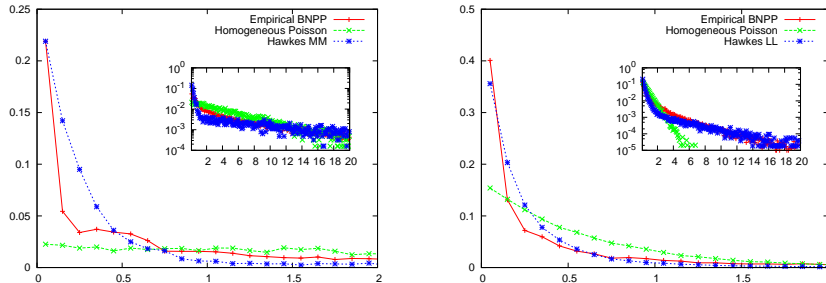 0.25
0.2
0.15
0.1
0.05
0
0 0.5 1 1.5 2
Empirical BNPP
Homogeneous Poisson
Hawkes MM
10^0
10^-1
10^-2
10^-3
10^-4
2 4 6 8 10 12 14 16 18 20
0.5
0.4
0.3
0.2
0.1
0
0 0.5 1 1.5
Empirical BNPP
Homogeneous Poisson
Hawkes LL
10^0
10^-1
10^-2
10^-3
10^-4
10^-5
2 4 6 8 10 12 14 16 18 20